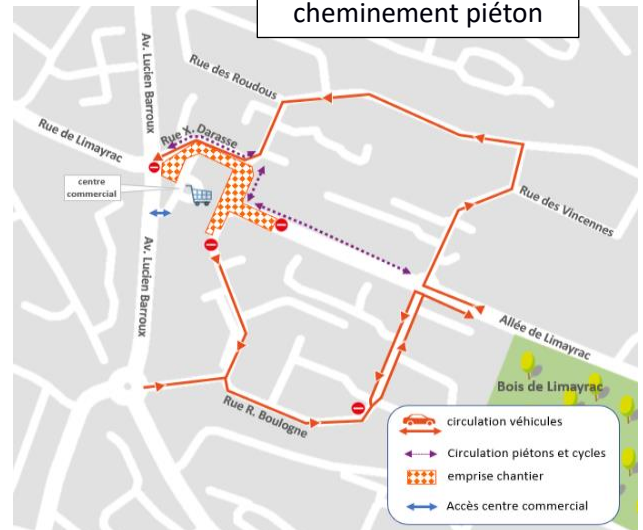 cheminement piéton
Av. Lucien Barroux
Rue des Roudous
Rue de Limayrac
Rue X. Darasse
centre
commercial
Rue des Vincennes
Av. Lucien Barroux
Allée de Limayrac
Bois de Limayrac
Rue R. Boulogne
circulation véhicules
Circulation piétons et cycles
emprise chantier
Accès centre commercial